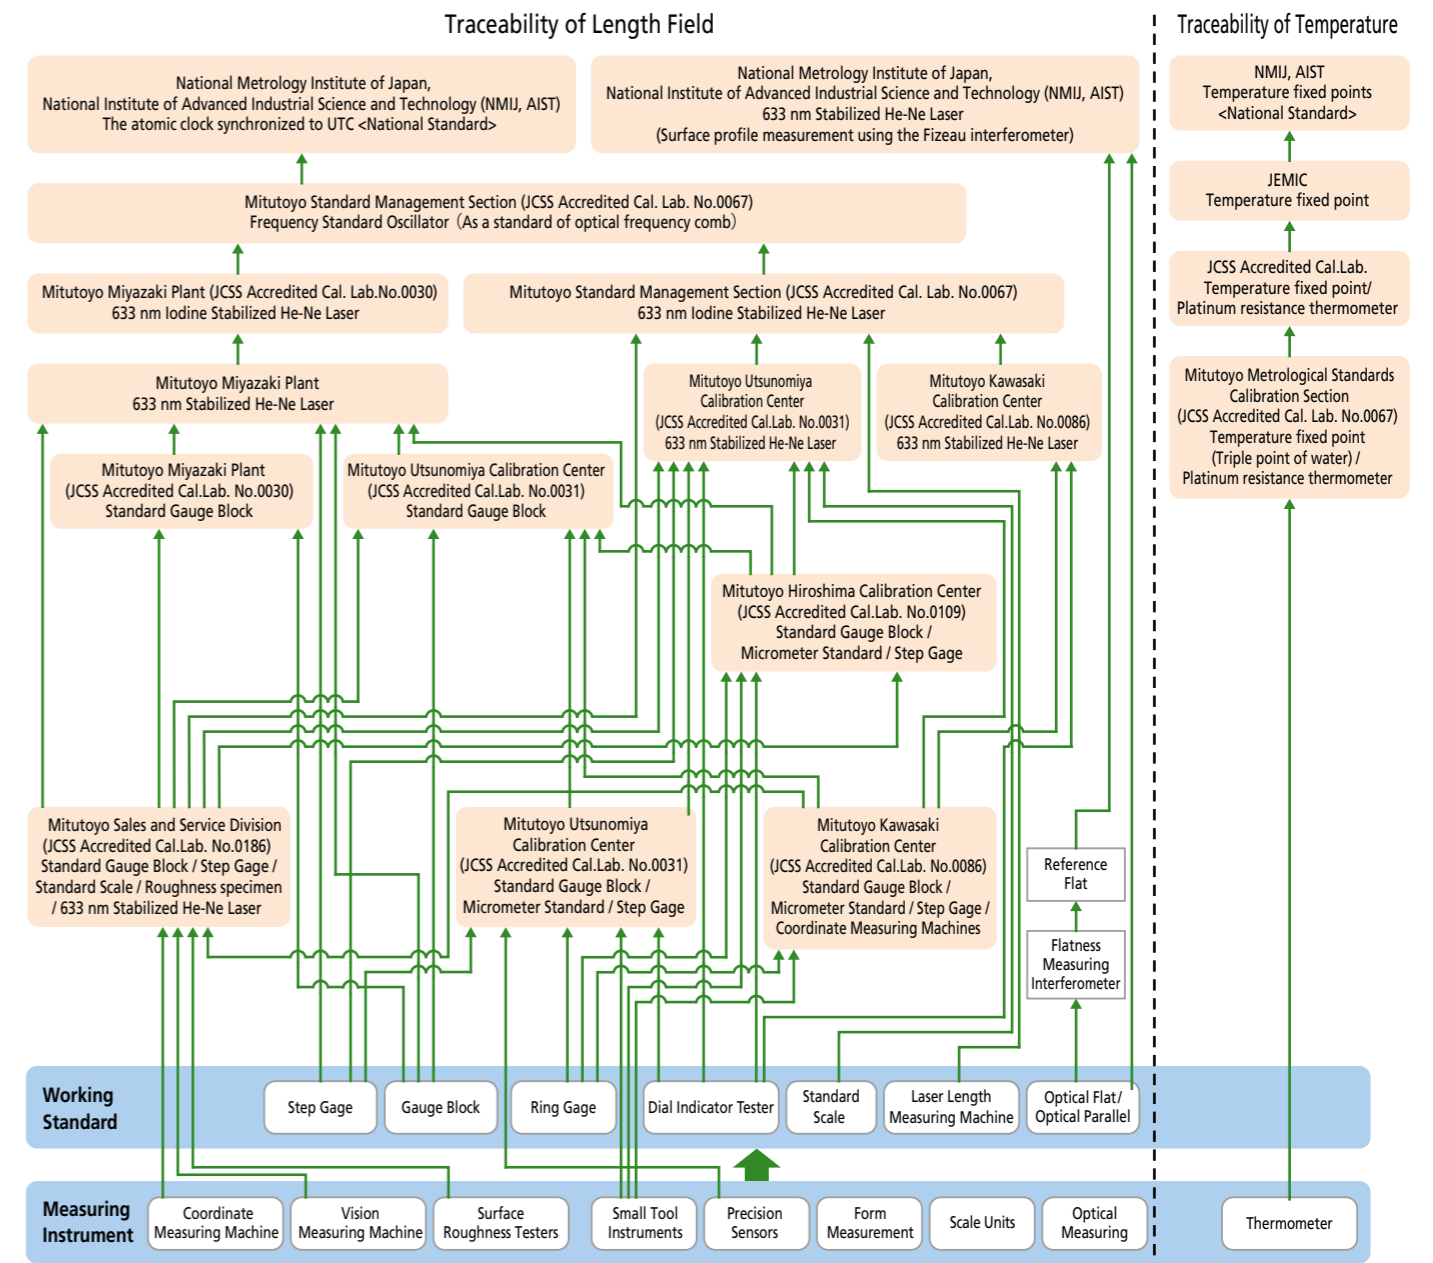 Traceability of Length Field
Traceability of Temperature
National Metrology Institute of Japan,
National Institute of Advanced Industrial Science and Technology (NMIJ, AIST)
The atomic clock synchronized to UTC <National Standard>
National Metrology Institute of Japan,
National Institute of Advanced Industrial Science and Technology (NMIJ, AIST)
633 nm Stabilized He-Ne Laser
(Surface profile measurement using the Fizeau interferometer)
NMIJ, AIST
Temperature fixed points
<National Standard>
Mitutoyo Standard Management Section (JCSS Accredited Cal. Lab. No.0067)
Frequency Standard Oscillator（As a standard of optical frequency comb）
JEMIC
Temperature fixed point
Mitutoyo Miyazaki Plant (JCSS Accredited Cal. Lab.No.0030)
633 nm Iodine Stabilized He-Ne Laser
Mitutoyo Standard Management Section (JCSS Accredited Cal. Lab. No.0067)
633 nm Iodine Stabilized He-Ne Laser
JCSS Accredited Cal.Lab.
Temperature fixed point/
Platinum resistance thermometer
Mitutoyo Miyazaki Plant
633 nm Stabilized He-Ne Laser
Mitutoyo Utsunomiya
Calibration Center
(JCSS Accredited Cal.Lab. No.0031)
633 nm Stabilized He-Ne Laser
Mitutoyo Kawasaki
Calibration Center
(JCSS Accredited Cal.Lab. No.0086)
633 nm Stabilized He-Ne Laser
Mitutoyo Metrological Standards
Calibration Section
(JCSS Accredited Cal. Lab. No.0067)
Temperature fixed point
(Triple point of water) /
Platinum resistance thermometer
Mitutoyo Miyazaki Plant
(JCSS Accredited Cal.Lab. No.0030)
Standard Gauge Block
Mitutoyo Utsunomiya Calibration Center
(JCSS Accredited Cal.Lab. No.0031)
Standard Gauge Block
Mitutoyo Hiroshima Calibration Center
(JCSS Accredited Cal.Lab. No.0109)
Standard Gauge Block /
Micrometer Standard / Step Gage
Mitutoyo Sales and Service Division
(JCSS Accredited Cal.Lab. No.0186)
Standard Gauge Block / Step Gage /
Standard Scale / Roughness specimen
/ 633 nm Stabilized He-Ne Laser
Mitutoyo Utsunomiya
Calibration Center
(JCSS Accredited Cal.Lab. No.0031)
Standard Gauge Block /
Micrometer Standard / Step Gage
Mitutoyo Kawasaki
Calibration Center
(JCSS Accredited Cal.Lab. No.0086)
Standard Gauge Block /
Micrometer Standard / Step Gage /
Coordinate Measuring Machines
Reference
Flat
Flatness
Measuring
Interferometer
Working
Standard
Step Gage
Gauge Block
Ring Gage
Dial Indicator Tester
Standard
Scale
Laser Length
Measuring Machine
Optical Flat/
Optical Parallel
Measuring
Instrument
Coordinate
Measuring Machine
Vision
Measuring Machine
Surface
Roughness Testers
Small Tool
Instruments
Precision
Sensors
Form
Measurement
Scale Units
Optical
Measuring
Thermometer